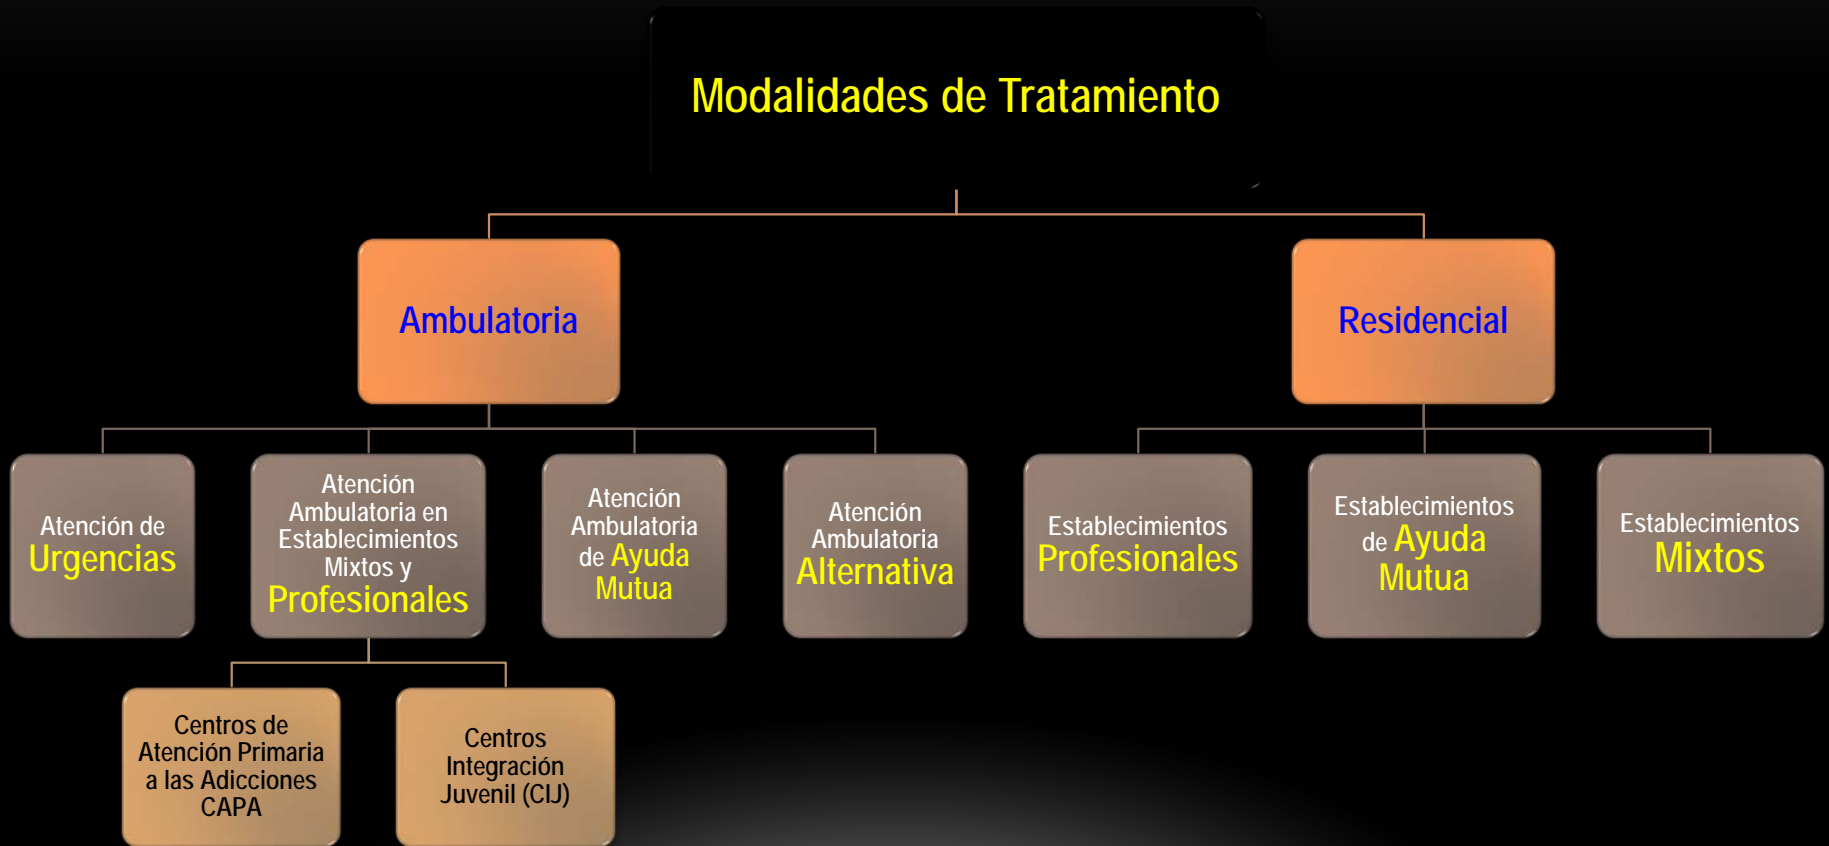 Modalidades de Tratamiento
Ambulatoria
Residencial
Atención de
Urgencias
Atención
Ambulatoria en
Establecimientos
Mixtos y
Profesionales
Atención
Ambulatoria
de Ayuda
Mutua
Atención
Ambulatoria
Alternativa
Establecimientos
Profesionales
Establecimientos
de Ayuda
Mutua
Establecimientos
Mixtos
Centros de
Atención Primaria
a las Adicciones
CAPA
Centros
Integración
Juvenil (CIJ)